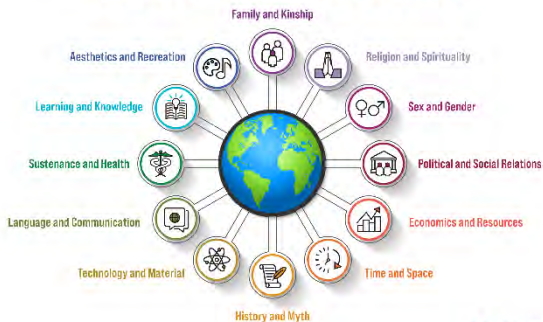 Family and Kinship
Aesthetics and Recreation
Religion and Spirituality
Learning and Knowledge
Sex and Gender
Sustenance and Health
Political and Social Relations
Language and Communication
Economics and Resources
Technology and Material
Time and Space
History and Myth